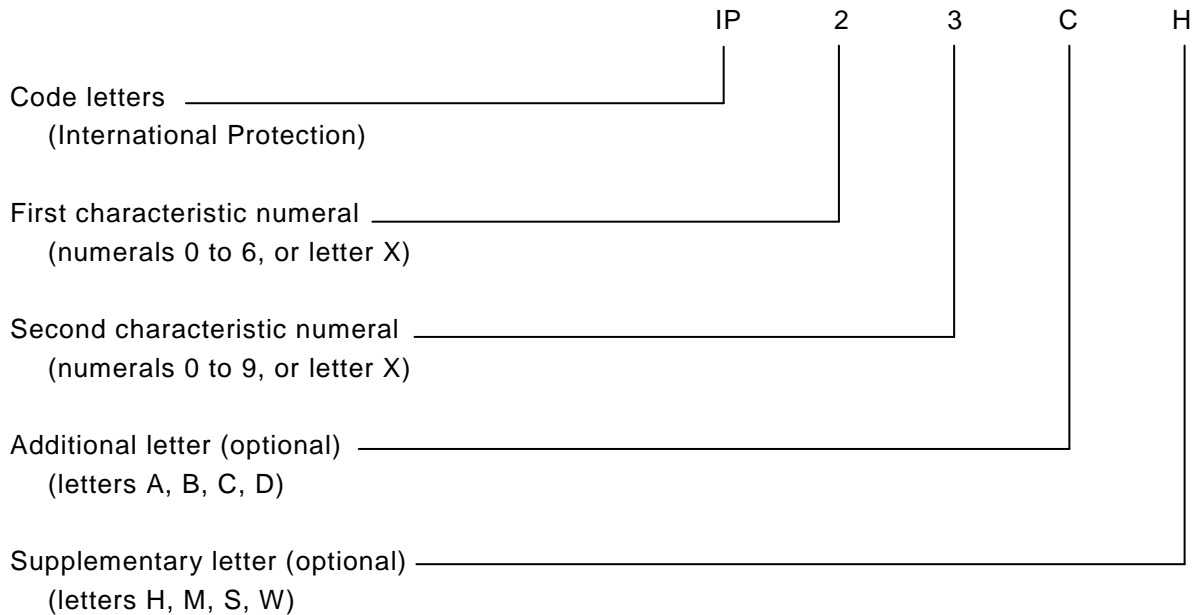 IP 2 3 C H
Code letters
(International Protection)
First characteristic numeral
(numerals 0 to 6, or letter X)
Second characteristic numeral
(numerals 0 to 9, or letter X)
Additional letter (optional)
(letters A, B, C, D)
Supplementary letter (optional)
(letters H, M, S, W)